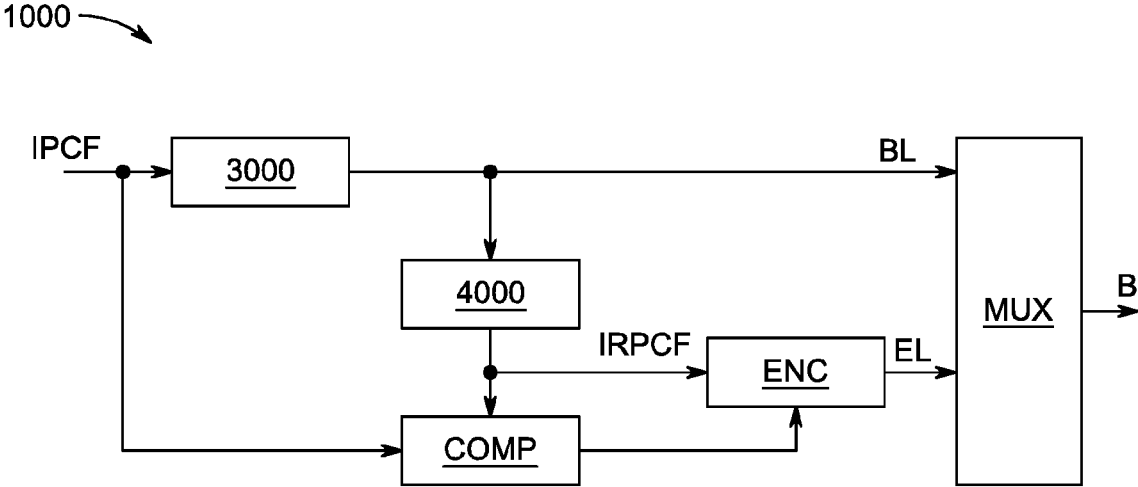 1000
IPCF
3000
BL
4000
MUX
B
IRPCF
ENC
EL
COMP